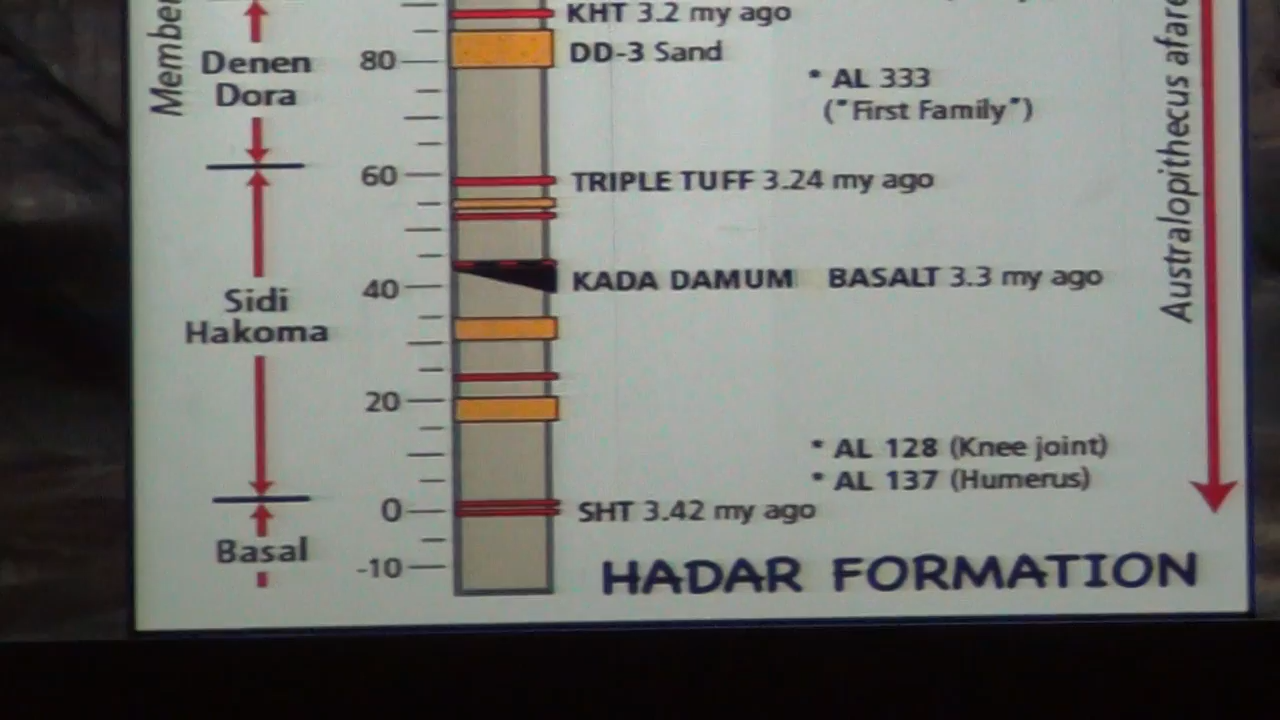 KHT 3.2 my ago
Member
Denen
Dora
80
DD-3 Sand
* AL 333
("First Family")
60
TRIPLE TUFF 3.24 my ago
Australopithecus afare
40
KADA DAMUM BASALT 3.3 my ago
Sidi
Hakoma
20
* AL 128 (Knee joint)
* AL 137 (Humerus)
0
SHT 3.42 my ago
Basal
-10
HADAR FORMATION